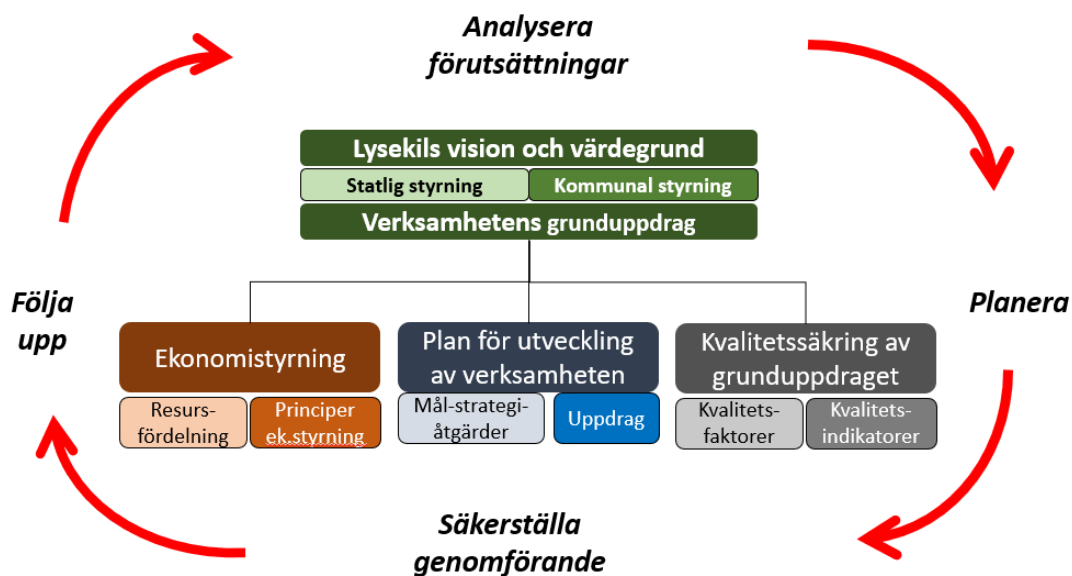 Analysera
förutsättningar
Lysekils vision och värdegrund
Statlig styrning
Kommunal styrning
Verksamhetens grunduppdrag
Följa
upp
Planera
Ekonomistyrning
Plan för utveckling
av verksamheten
Kvalitetssäkring av
grunduppdraget
Resurs-
fördelning
Principer
ek.styrning
Mål-strategi-
åtgärder
Uppdrag
Kvalitets-
faktorer
Kvalitets-
indikatorer
Säkerställa
genomförande